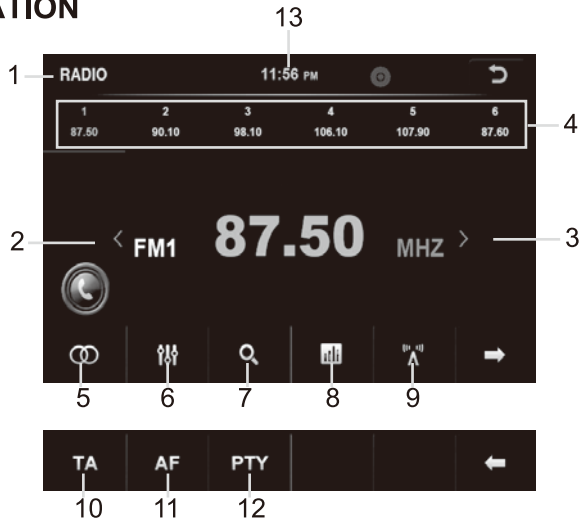 ATION
13
1 RADIO 11:56 PM
1 2 3 4 5 6
87.50 90.10 98.10 106.10 107.90 87.60 4
2 FM1 87.50 MHZ 3
5 6 7 8 9
TA AF PTY
10 11 12